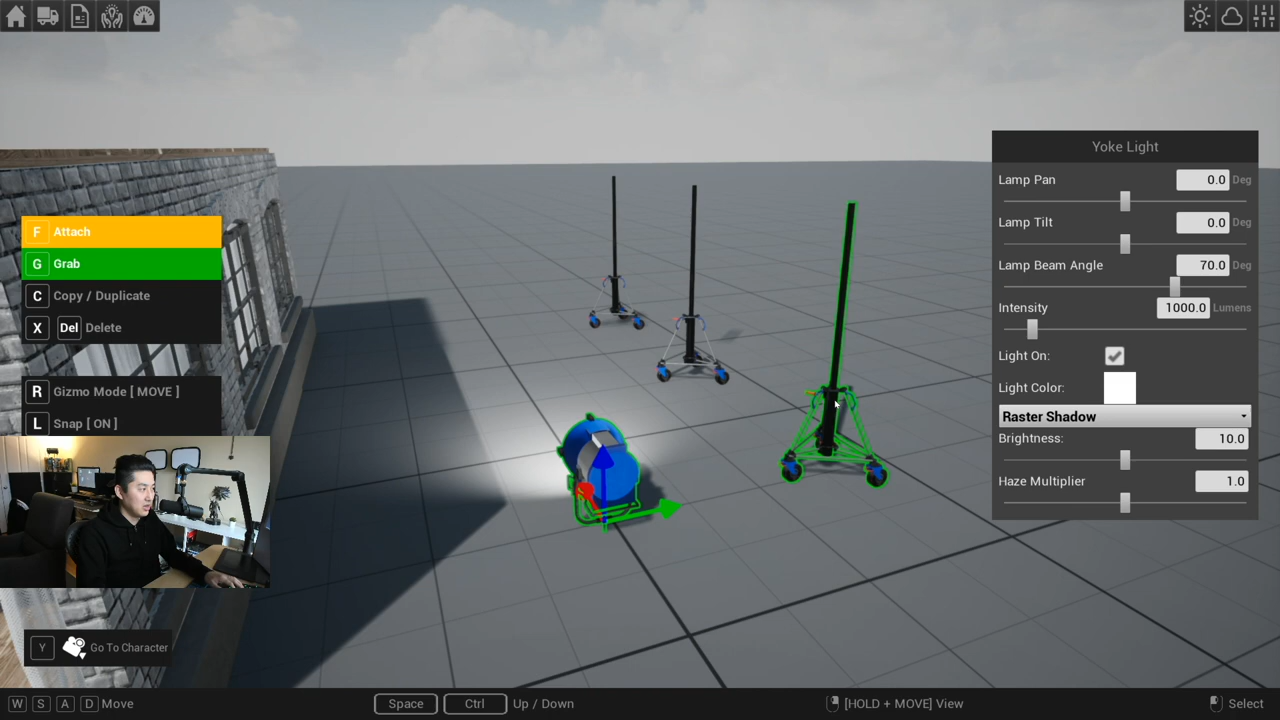 Yoke Light
Lamp Pan 0.0 Deg
Lamp Tilt 0.0 Deg
Lamp Beam Angle 70.0 Deg
Intensity 1000.0 Lumens
Light On:
Light Color:
Raster Shadow
Brightness: 10.0
Haze Multiplier 1.0
F Attach
G Grab
C Copy / Duplicate
X Del Delete
R Gizmo Mode [ MOVE ]
L Snap [ ON ]
Y Go To Character
W S A D Move
Space Ctrl Up / Down
[HOLD + MOVE] View
Select